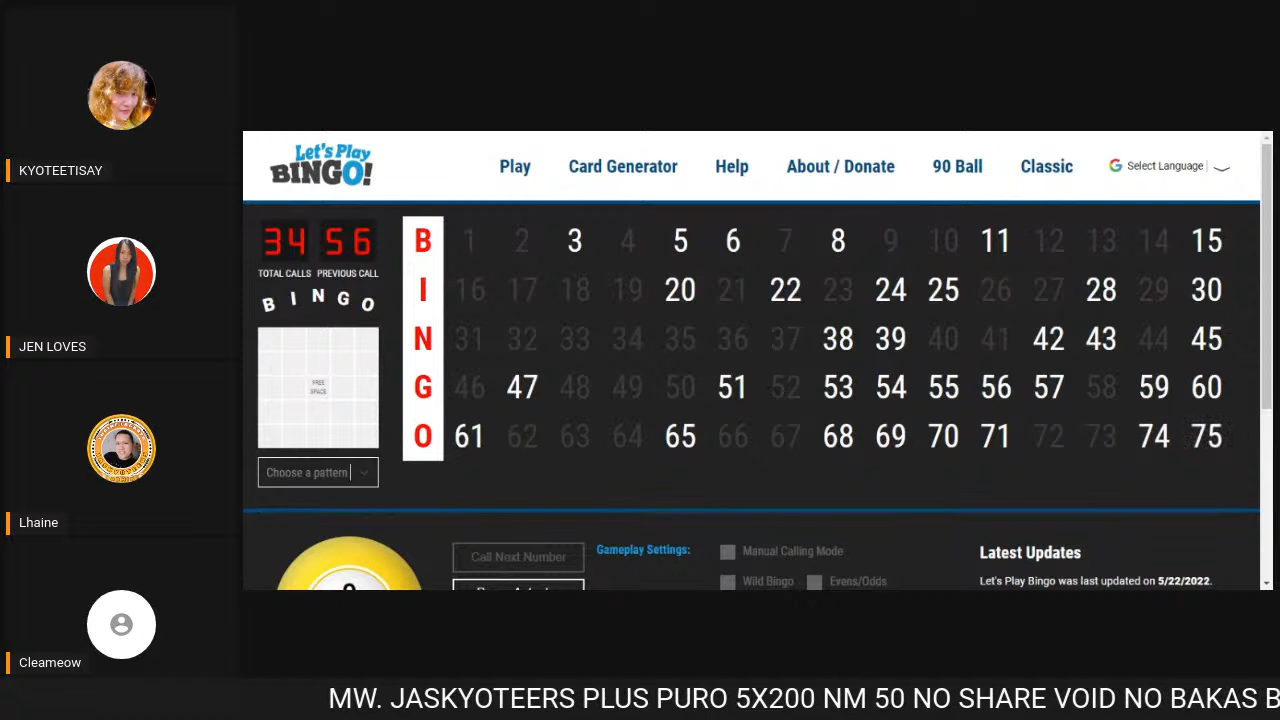 KYOTEETISAY
JEN LOVES
Lhaine
Cleameow
Let's Play BINGO!
Play Card Generator Help About / Donate 90 Ball Classic Select Language
34 56
TOTAL CALLS PREVIOUS CALL
B I N G O
FREE SPACE
Choose a pattern
B 1 2 3 4 5 6 7 8 9 10 11 12 13 14 15
I 16 17 18 19 20 21 22 23 24 25 26 27 28 29 30
N 31 32 33 34 35 36 37 38 39 40 41 42 43 44 45
G 46 47 48 49 50 51 52 53 54 55 56 57 58 59 60
O 61 62 63 64 65 66 67 68 69 70 71 72 73 74 75
Call Next Number
Gameplay Settings:
Manual Calling Mode
Wild Bingo Evens/Odds
Latest Updates
Let's Play Bingo was last updated on 5/22/2022.
MW. JASKYOTEERS PLUS PURO 5X200 NM 50 NO SHARE VOID NO BAKAS B